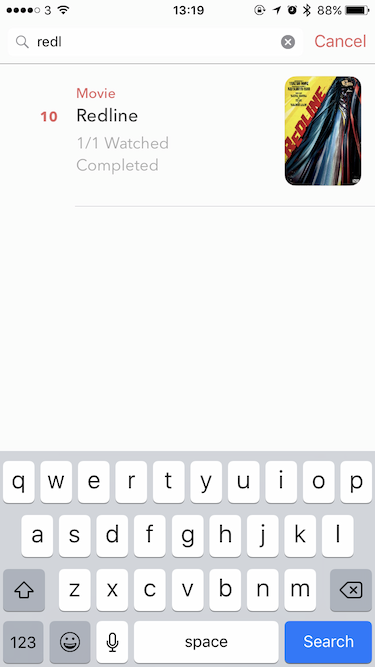 3 13:19 88%
redl Cancel
Movie
10 Redline
1/1 Watched
Completed
REDLINE
q w e r t y u i o p
a s d f g h j k l
z x c v b n m
123 space Search